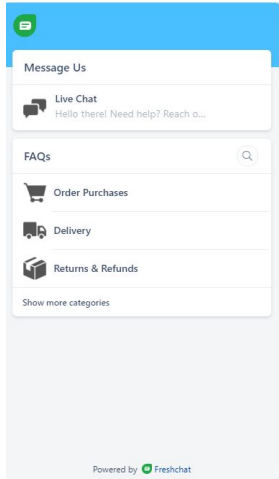 Message Us
Live Chat
Hello there! Need help? Reach o...
FAQs
Order Purchases
Delivery
Returns & Refunds
Show more categories
Powered by Freshchat